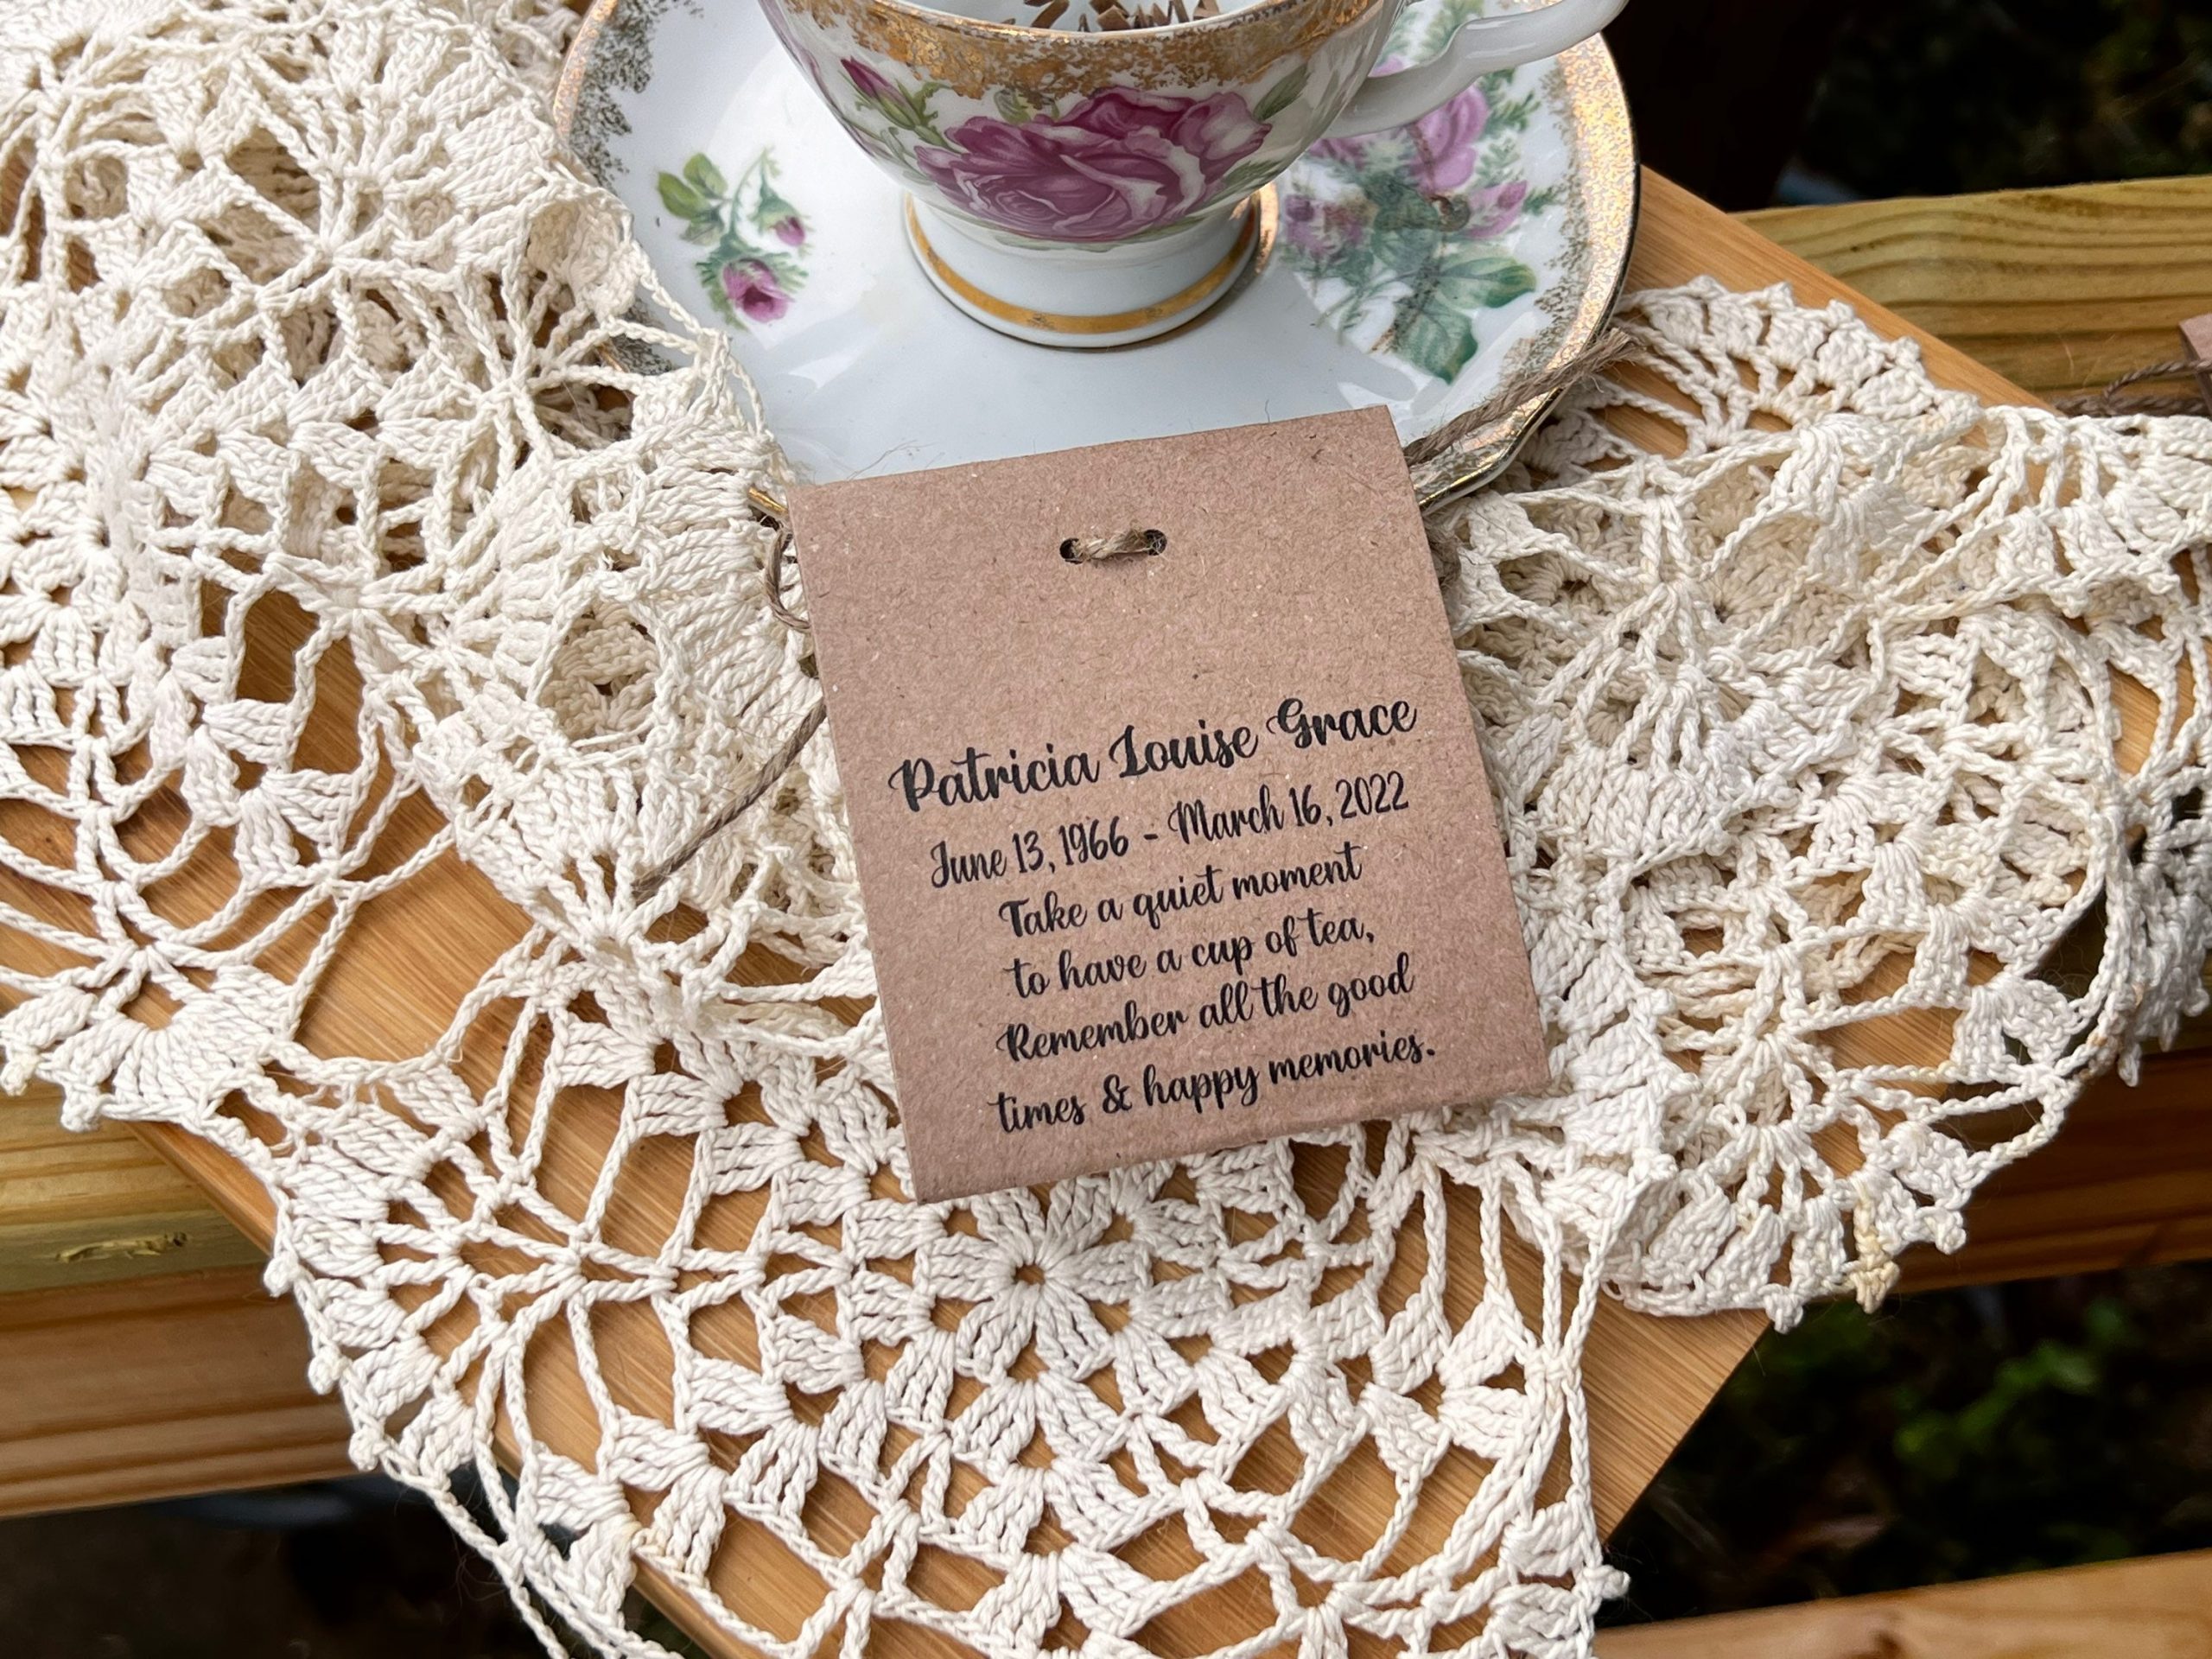 Patricia Louise Grace
June 13, 1966 - March 16, 2022
Take a quiet moment
to have a cup of tea,
Remember all the good
times & happy memories.